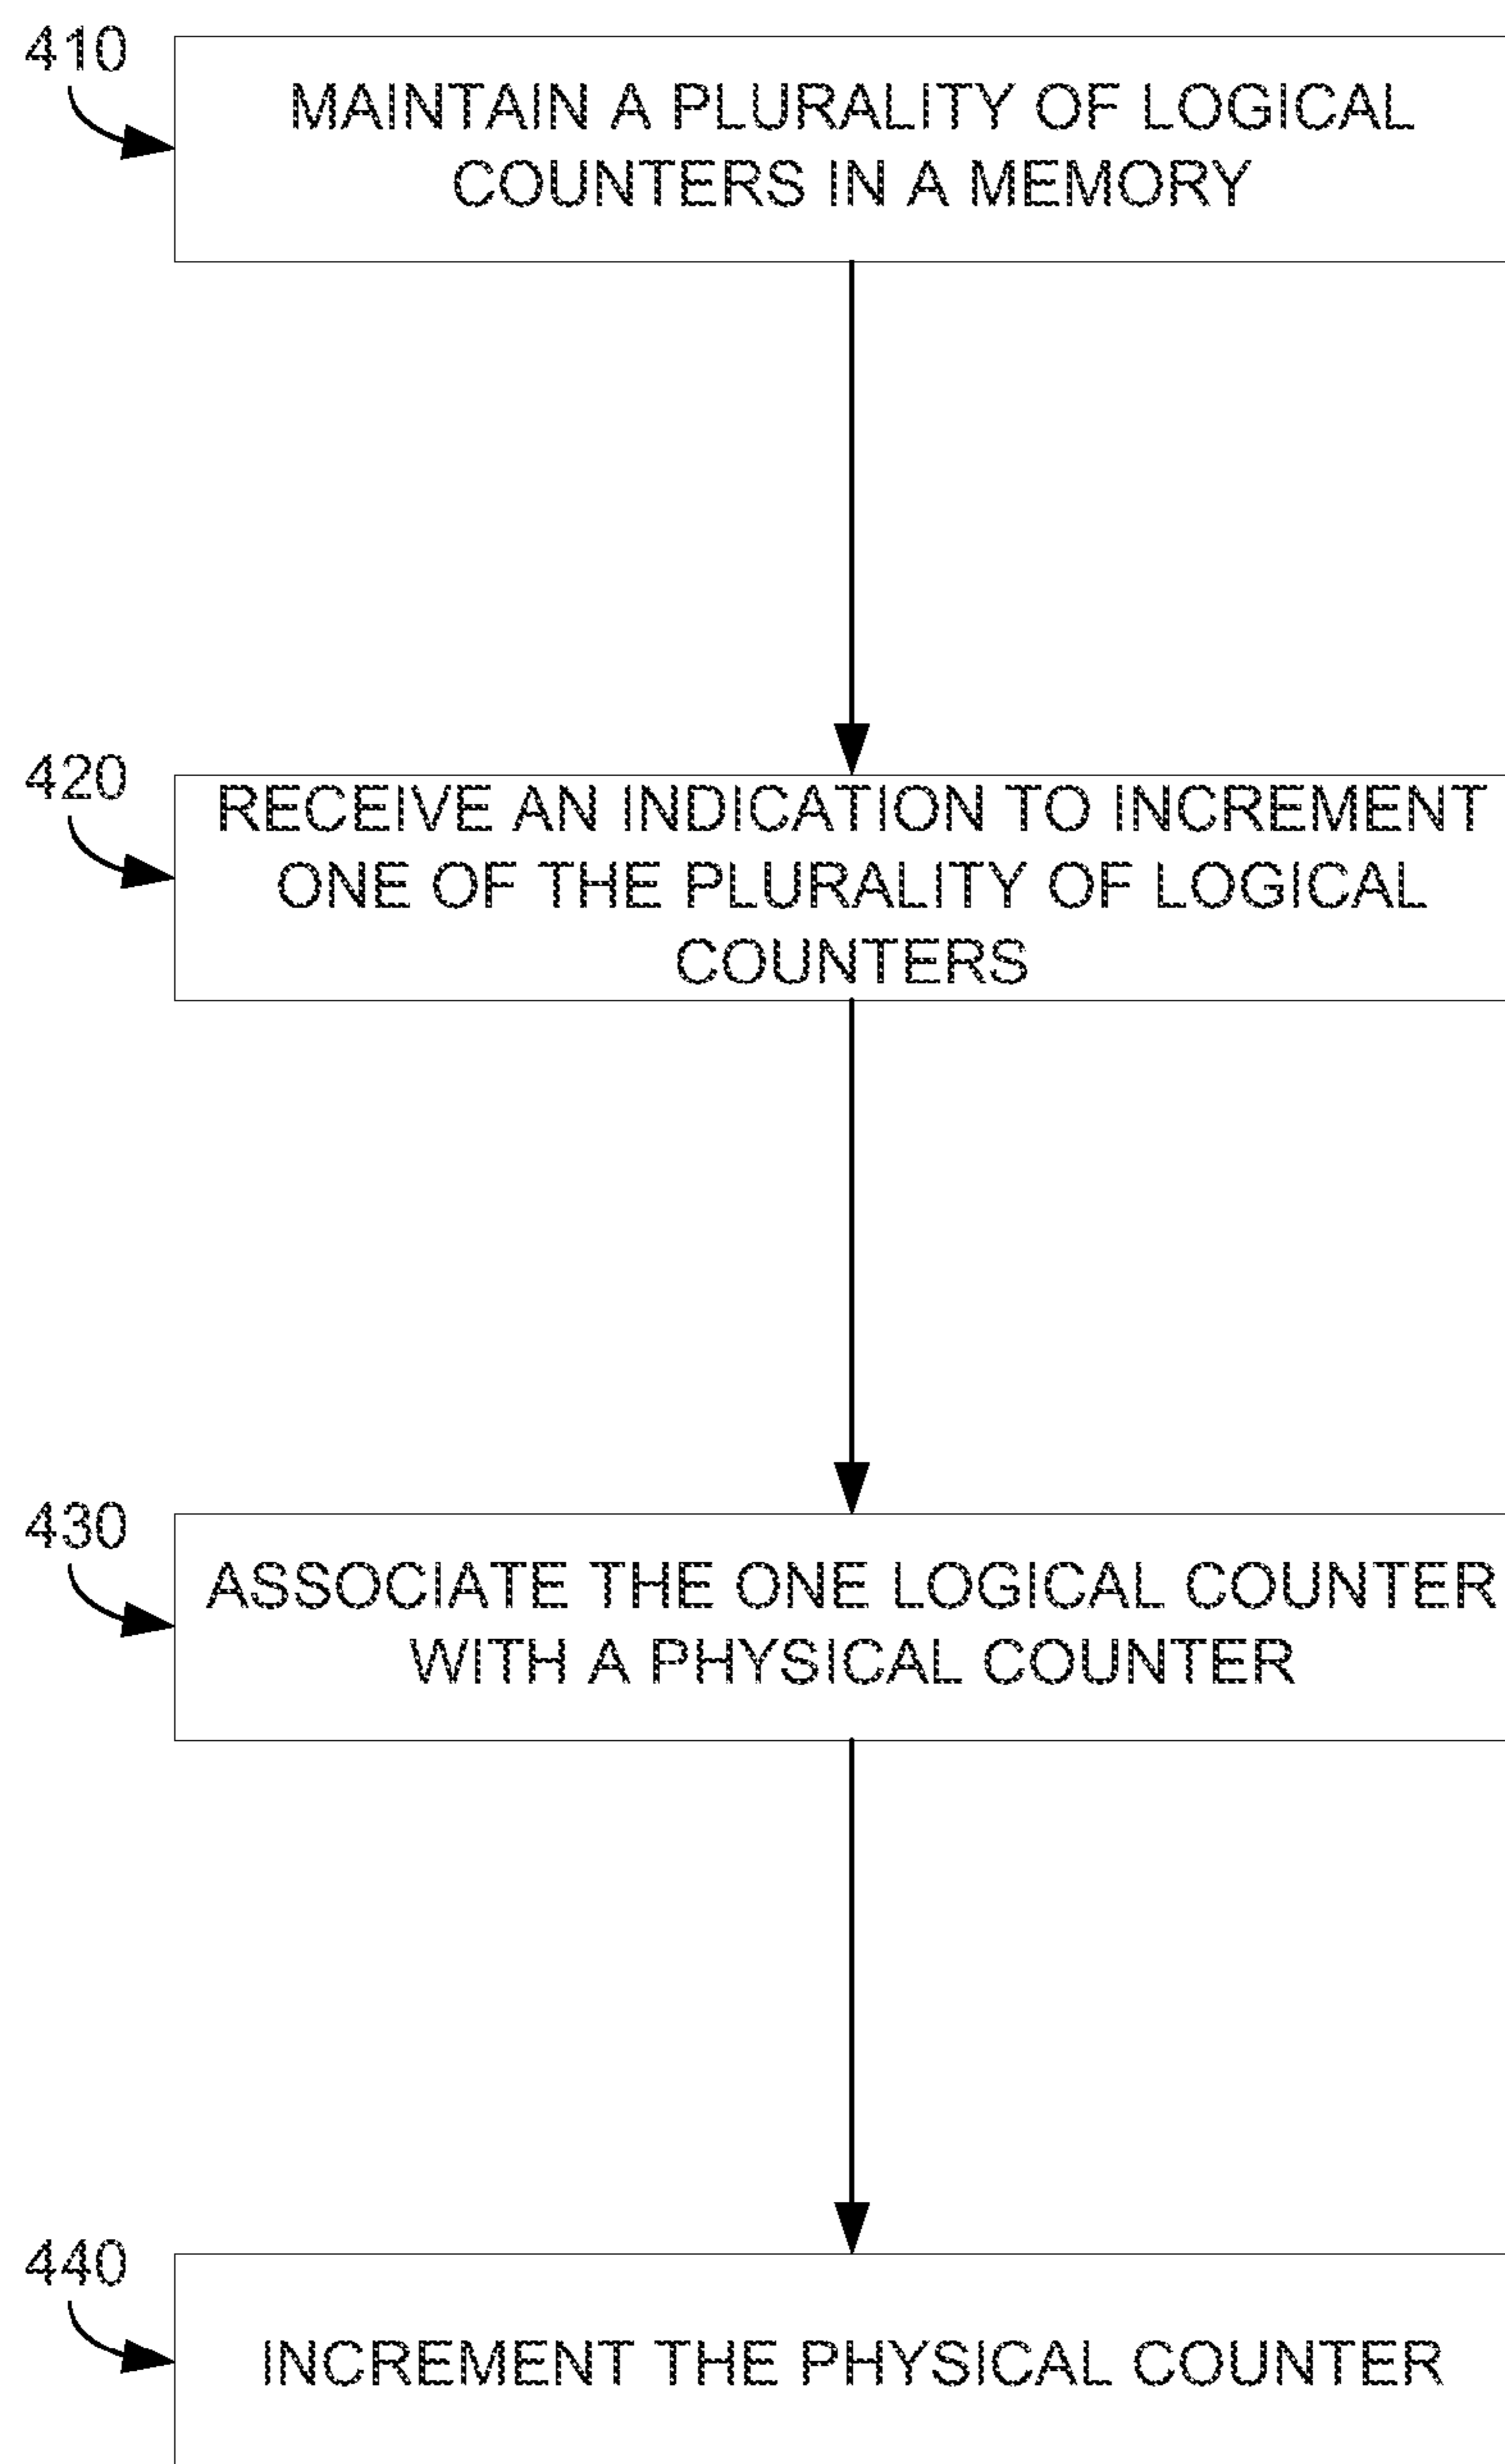 410
MAINTAIN A PLURALITY OF LOGICAL
COUNTERS IN A MEMORY
420
RECEIVE AN INDICATION TO INCREMENT
ONE OF THE PLURALITY OF LOGICAL
COUNTERS
430
ASSOCIATE THE ONE LOGICAL COUNTER
WITH A PHYSICAL COUNTER
440
INCREMENT THE PHYSICAL COUNTER